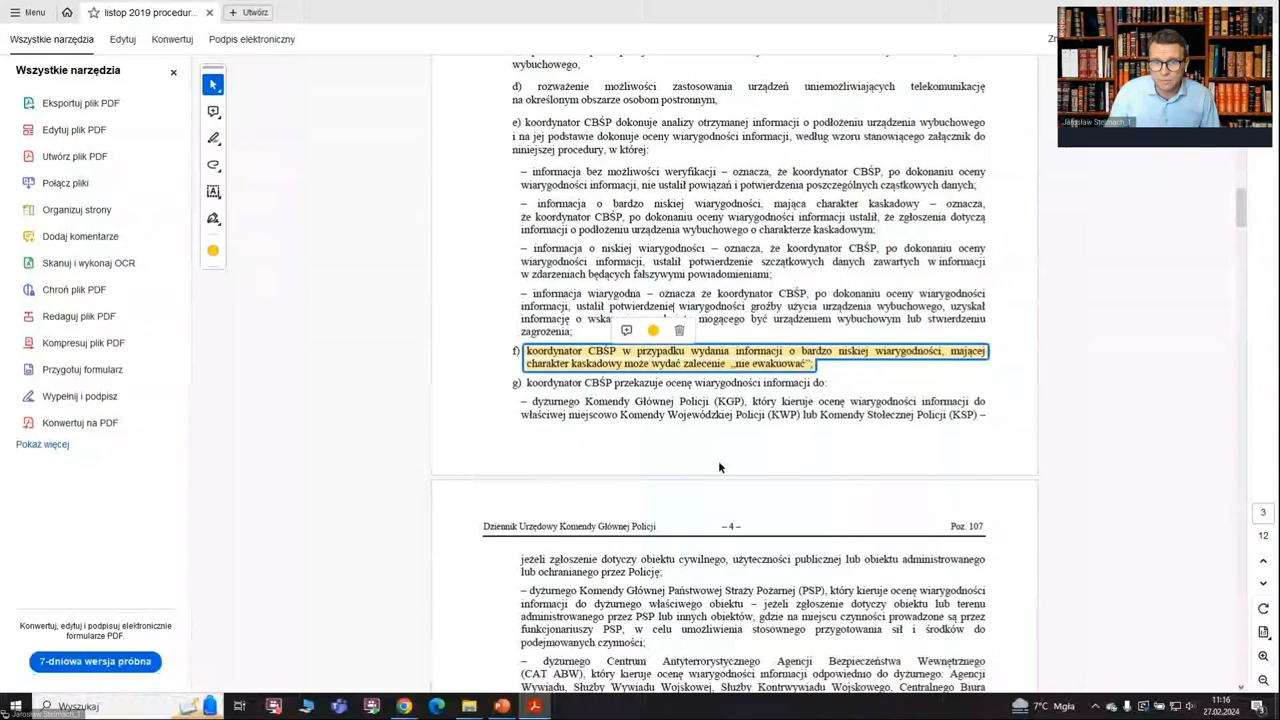 Menu
listop 2019 procedur...
Utwórz
Wszystkie narzędzia
Edytuj
Konwertuj
Podpis elektroniczny
Wszystkie narzędzia
Eksportuj plik PDF
Edytuj plik PDF
Utwórz plik PDF
Połącz pliki
Organizuj strony
Dodaj komentarze
Skanuj i wykonaj OCR
Chroń plik PDF
Redaguj plik PDF
Kompresuj plik PDF
Przygotuj formularz
Wypełnij i podpisz
Konwertuj na PDF
Pokaż więcej
Konwertuj, edytuj i podpisuj elektronicznie
formularze PDF.
7-dniowa wersja próbna
wybuchowego,
d) rozważenie możliwości zastosowania urządzeń uniemożliwiających telekomunikację
na określonym obszarze osobom postronnym,
e) koordynator CBŚP dokonuje analizy otrzymanej informacji o podłożeniu urządzenia wybuchowego
i na jej podstawie dokonuje oceny wiarygodności informacji, według wzoru stanowiącego załącznik do
niniejszej procedury, w której:
– informacja bez możliwości weryfikacji – oznacza, że koordynator CBŚP, po dokonaniu oceny
wiarygodności informacji, nie ustalił powiązań i potwierdzenia poszczególnych cząstkowych danych;
– informacja o bardzo niskiej wiarygodności, mająca charakter kaskadowy – oznacza,
że koordynator CBŚP, po dokonaniu oceny wiarygodności informacji ustalił, że zgłoszenia dotyczą
informacji o podłożeniu urządzenia wybuchowego o charakterze kaskadowym;
– informacja o niskiej wiarygodności – oznacza, że koordynator CBŚP, po dokonaniu oceny
wiarygodności informacji, ustalił potwierdzenie szczątkowych danych zawartych w informacji
w zdarzeniach będących fałszywymi powiadomieniami;
– informacja wiarygodna – oznacza że koordynator CBŚP, po dokonaniu oceny wiarygodności
informacji, ustalił potwierdzenie wiarygodności groźby użycia urządzenia wybuchowego, uzyskał
informację o wska mogącego być urządzeniem wybuchowym lub stwierdzeniu
zagrożenia;
f) koordynator CBŚP w przypadku wydania informacji o bardzo niskiej wiarygodności, mającej
charakter kaskadowy może wydać zalecenie „nie ewakuować";
g) koordynator CBŚP przekazuje ocenę wiarygodności informacji do:
– dyżurnego Komendy Głównej Policji (KGP), który kieruje ocenę wiarygodności informacji do
właściwej miejscowo Komendy Wojewódzkiej Policji (KWP) lub Komendy Stołecznej Policji (KSP) –
Dziennik Urzędowy Komendy Głównej Policji – 4 – Poz. 107
jeżeli zgłoszenie dotyczy obiektu cywilnego, użyteczności publicznej lub obiektu administrowanego
lub ochranianego przez Policję;
– dyżurnego Komendy Głównej Państwowej Straży Pożarnej (PSP), który kieruje ocenę wiarygodności
informacji do dyżurnego właściwego obiektu – jeżeli zgłoszenie dotyczy obiektu lub terenu
administrowanego przez PSP lub innych obiektów, gdzie na miejscu czynności prowadzone są przez
funkcjonariuszy PSP, w celu umożliwienia stosownego przygotowania sił i środków do
podejmowanych czynności;
– dyżurnego Centrum Antyterrorystycznego Agencji Bezpieczeństwa Wewnętrznego
(CAT ABW), który kieruje ocenę wiarygodności informacji odpowiednio do dyżurnego: Agencji
Wywiadu, Służby Wywiadu Wojskowej, Służby Kontrwywiadu Wojskowego, Centralnego Biura
Jarosław Stelmach_1
3
12
Wyszukaj
Jarosław Stelmach_1
7°C Mgła
11:16
27.02.2024
3